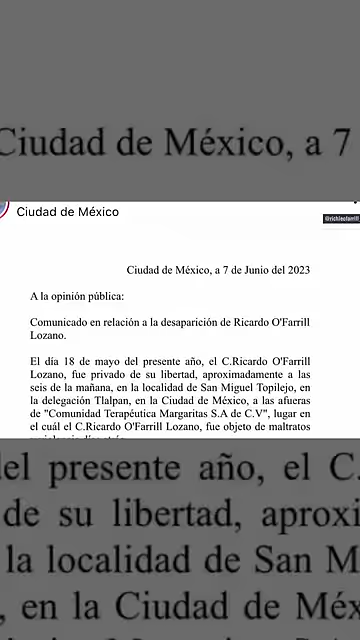 Ciudad de México, a 7
Ciudad de México
Ciudad de México, a 7 de Junio del 2023
A la opinión pública:
Comunicado en relación a la desaparición de Ricardo O'Farrill
Lozano.
El día 18 de mayo del presente año, el C.Ricardo O'Farrill
Lozano, fue privado de su libertad, aproximadamente a las
seis de la mañana, en la localidad de San Miguel Topilejo, en
la delegación Tlalpan, en la Ciudad de México, a las afueras
de "Comunidad Terapéutica Margaritas S.A de C.V", lugar en
el cuál el C.Ricardo O'Farrill Lozano, fue objeto de maltratos
del presente año, el C.
de su libertad, aproxi
la localidad de San M
, en la Ciudad de Méx